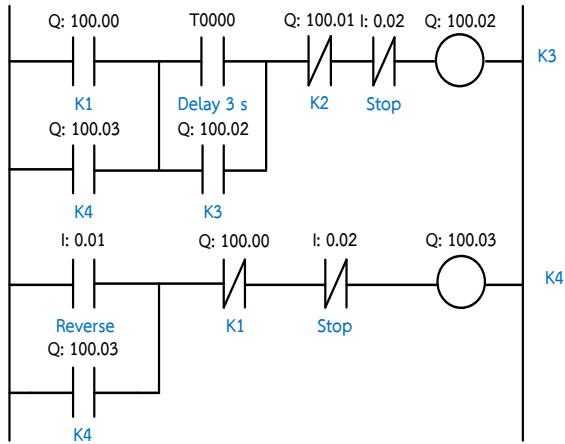 Q: 100.00 T0000 Q: 100.01 I: 0.02 Q: 100.02
K3
K1 Delay 3 s K2 Stop
Q: 100.03 Q: 100.02
K4 K3
I: 0.01 Q: 100.00 I: 0.02 Q: 100.03
K4
Reverse K1 Stop
Q: 100.03
K4